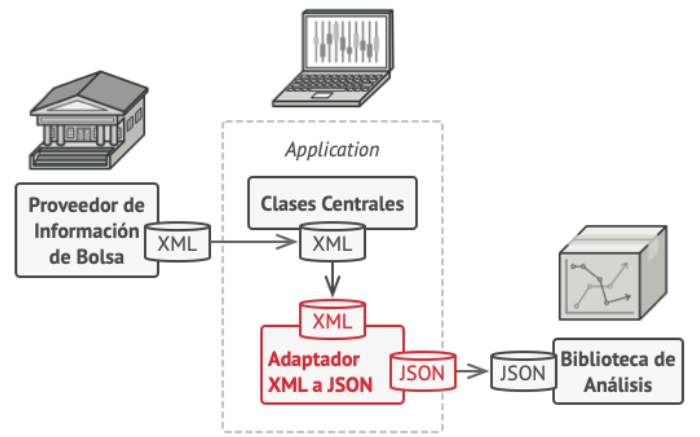 Application
Proveedor de
Información
de Bolsa
XML
Clases Centrales
XML
XML
Adaptador
XML a JSON
JSON
JSON
Biblioteca de
Análisis